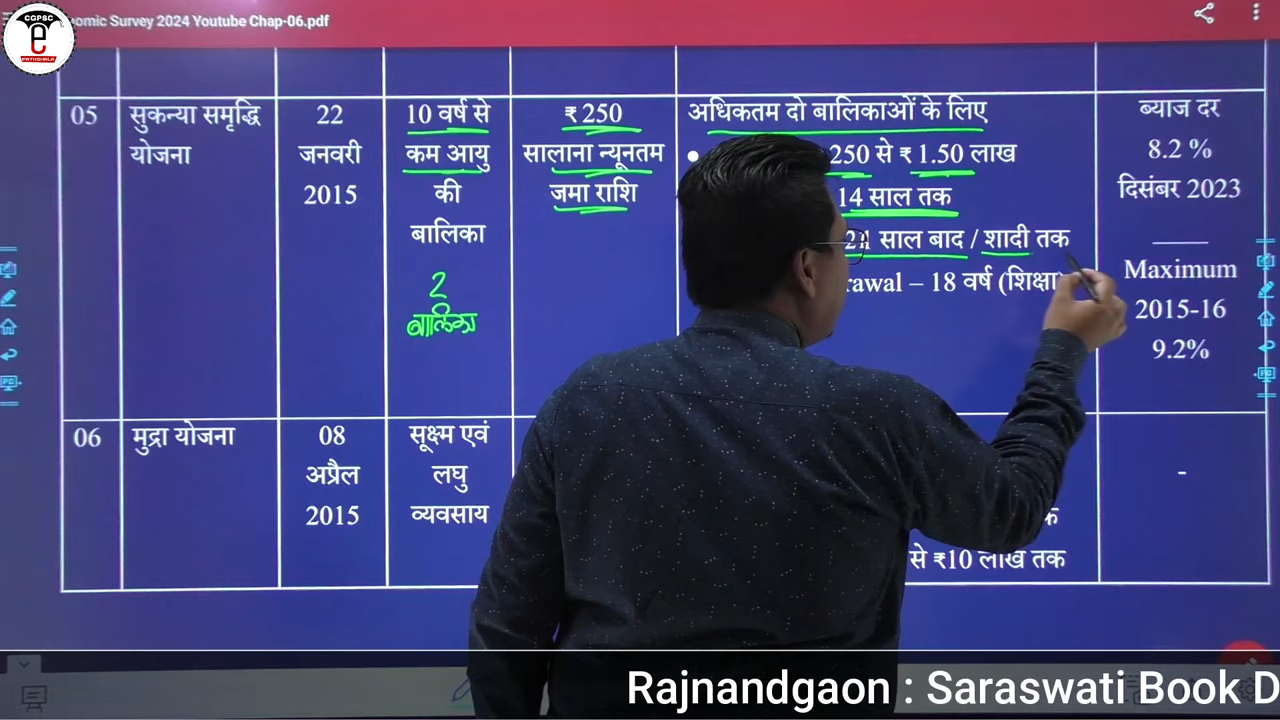 CGPSC
PATHSHALA
omic Survey 2024 Youtube Chap-06.pdf
05
सुकन्या समृद्धि
योजना
22
जनवरी
2015
10 वर्ष से
कम आयु
की
बालिका
2
बालिका
₹ 250
सालाना न्यूनतम
जमा राशि
अधिकतम दो बालिकाओं के लिए
250 से ₹ 1.50 लाख
14 साल तक
21 साल बाद / शादी तक
rawal – 18 वर्ष (शिक्षा)
ब्याज दर
8.2 %
दिसंबर 2023
Maximum
2015-16
9.2%
06
मुद्रा योजना
08
अप्रैल
2015
सूक्ष्म एवं
लघु
व्यवसाय
से ₹10 लाख तक
-
Rajnandgaon : Saraswati Book D